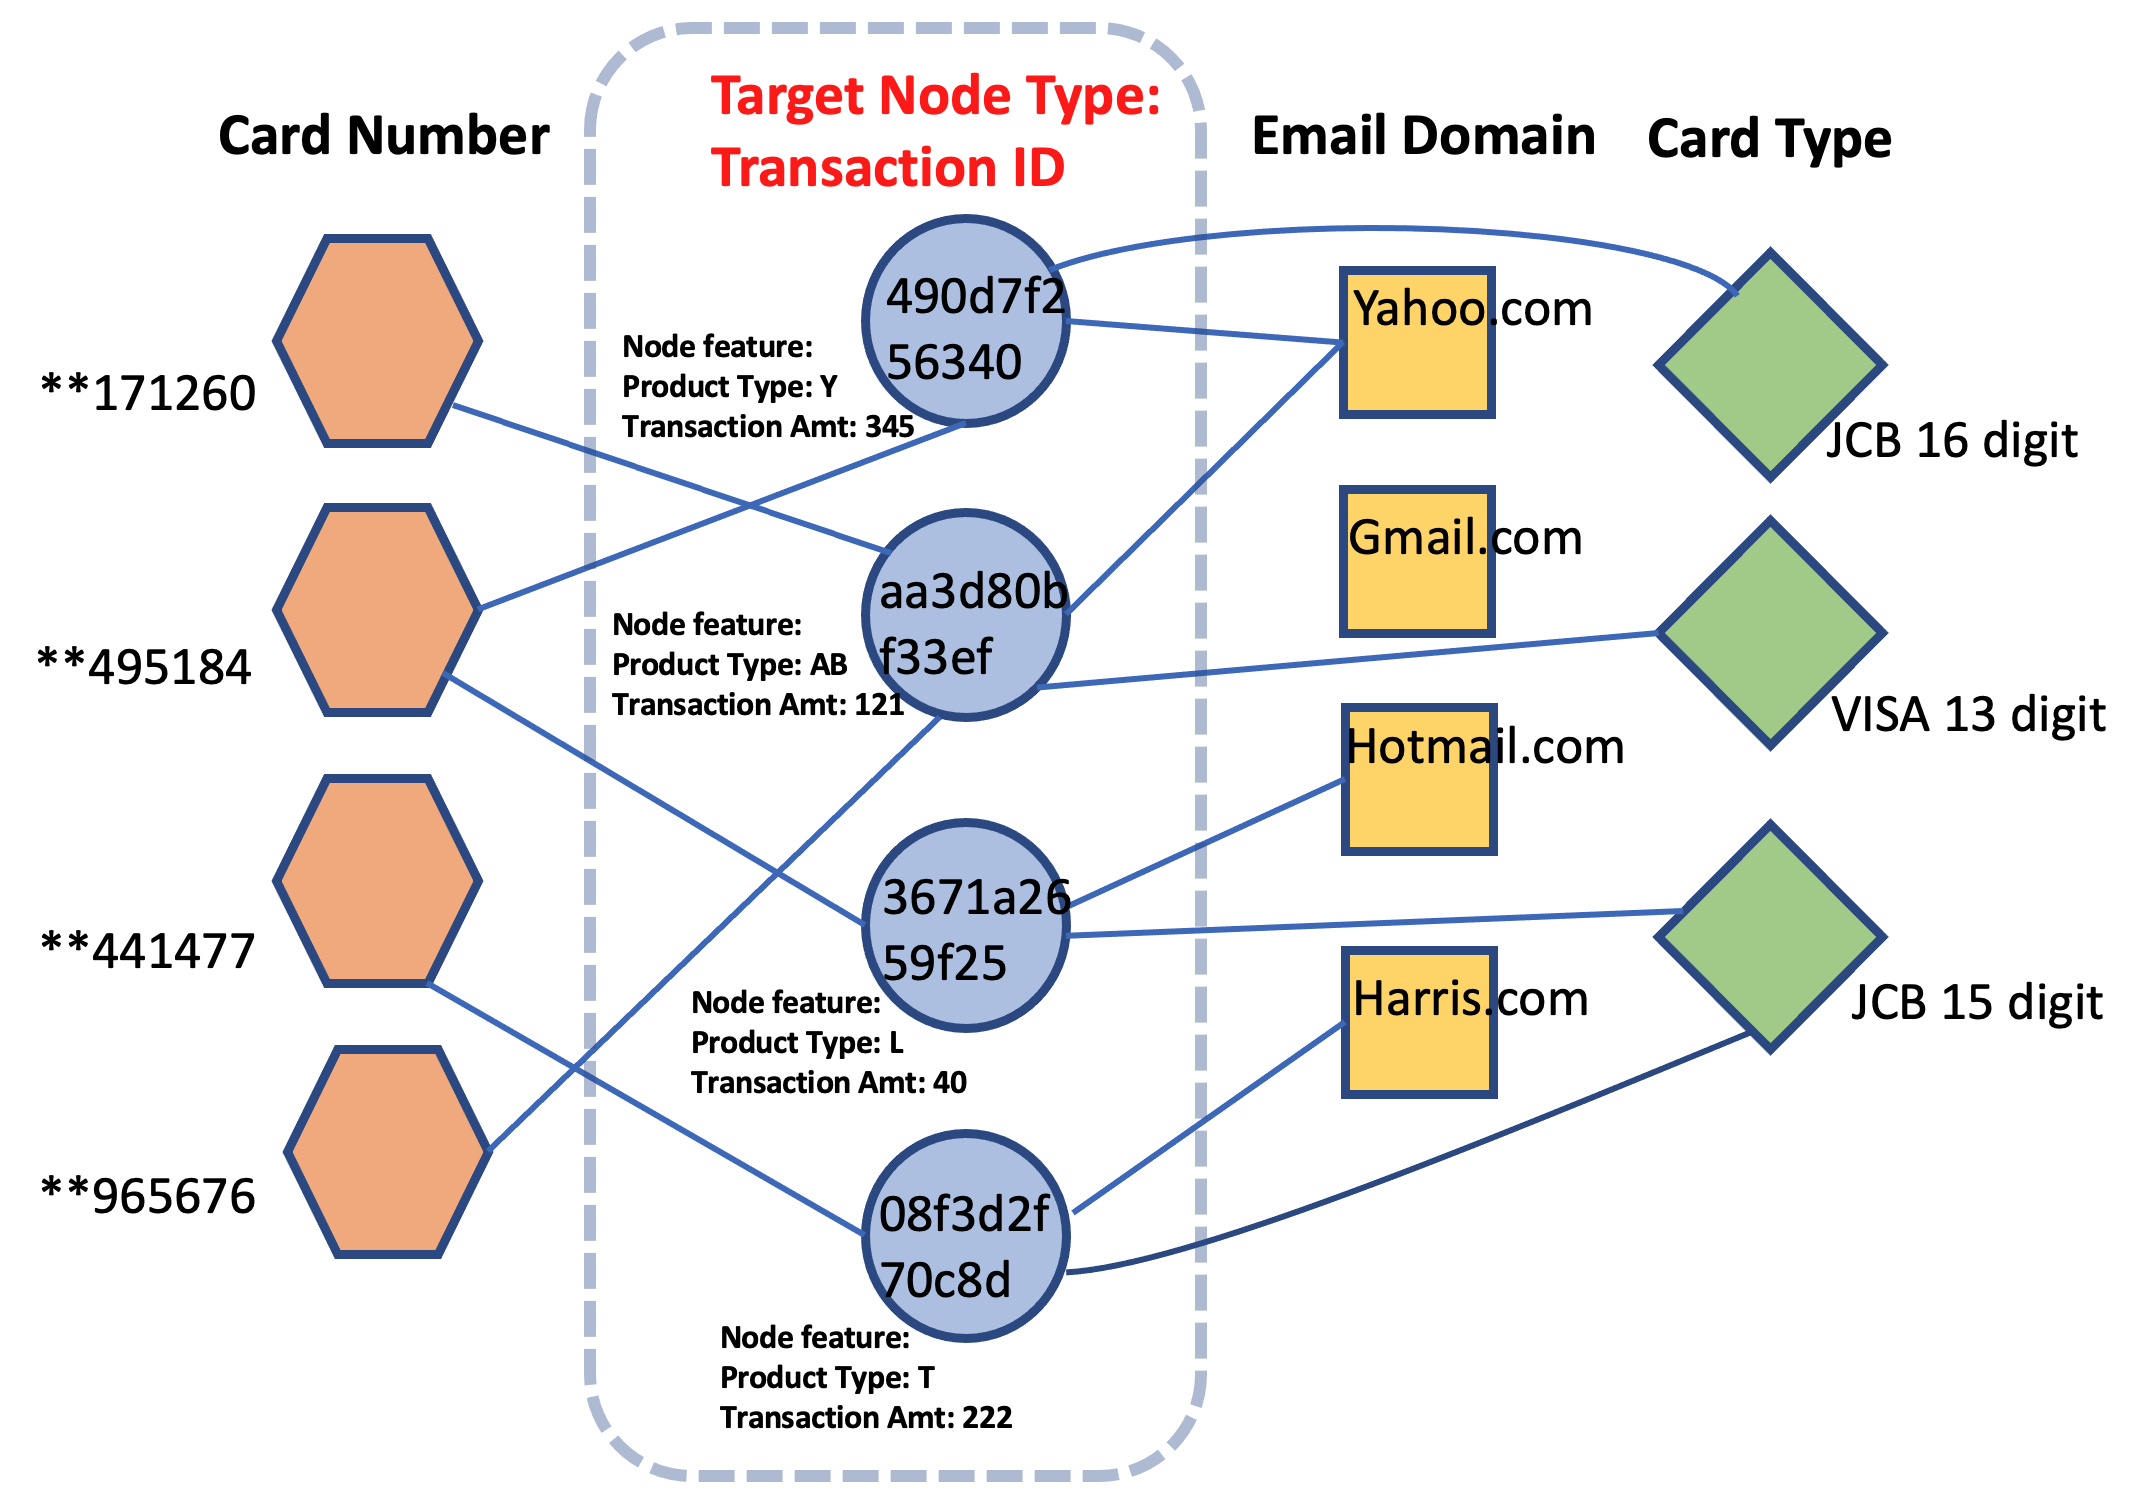 Card Number
Target Node Type:
Transaction ID
Email Domain
Card Type
**171260
**495184
**441477
**965676
490d7f2
56340
Node feature:
Product Type: Y
Transaction Amt: 345
aa3d80b
f33ef
Node feature:
Product Type: AB
Transaction Amt: 121
3671a26
59f25
Node feature:
Product Type: L
Transaction Amt: 40
08f3d2f
70c8d
Node feature:
Product Type: T
Transaction Amt: 222
Yahoo.com
Gmail.com
Hotmail.com
Harris.com
JCB 16 digit
VISA 13 digit
JCB 15 digit